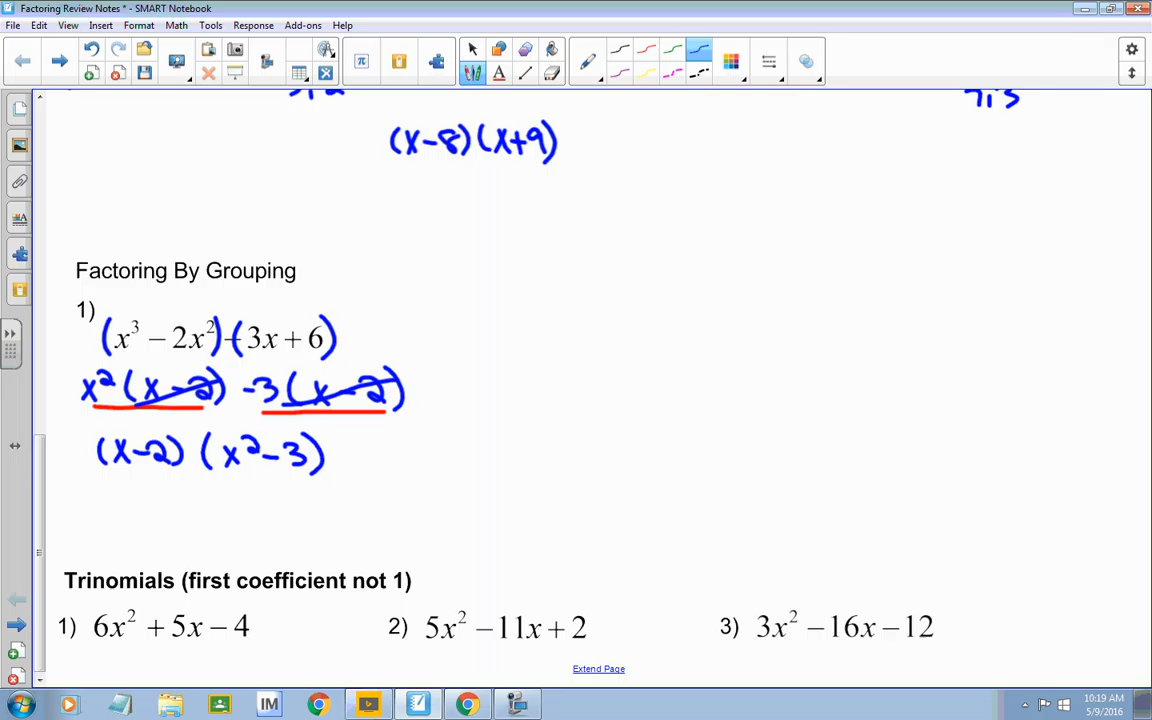 Factoring Review Notes * - SMART Notebook
File Edit View Insert Format Math Tools Response Add-ons Help
(x-8)(x+9)
Factoring By Grouping
1)
(x³ − 2x²)-(3x + 6)
x²(x-2) -3(x-2)
(x-2)(x²-3)
Trinomials (first coefficient not 1)
1) 6x² + 5x − 4 2) 5x² − 11x + 2 3) 3x² − 16x − 12
Extend Page
IM
10:19 AM
5/9/2016